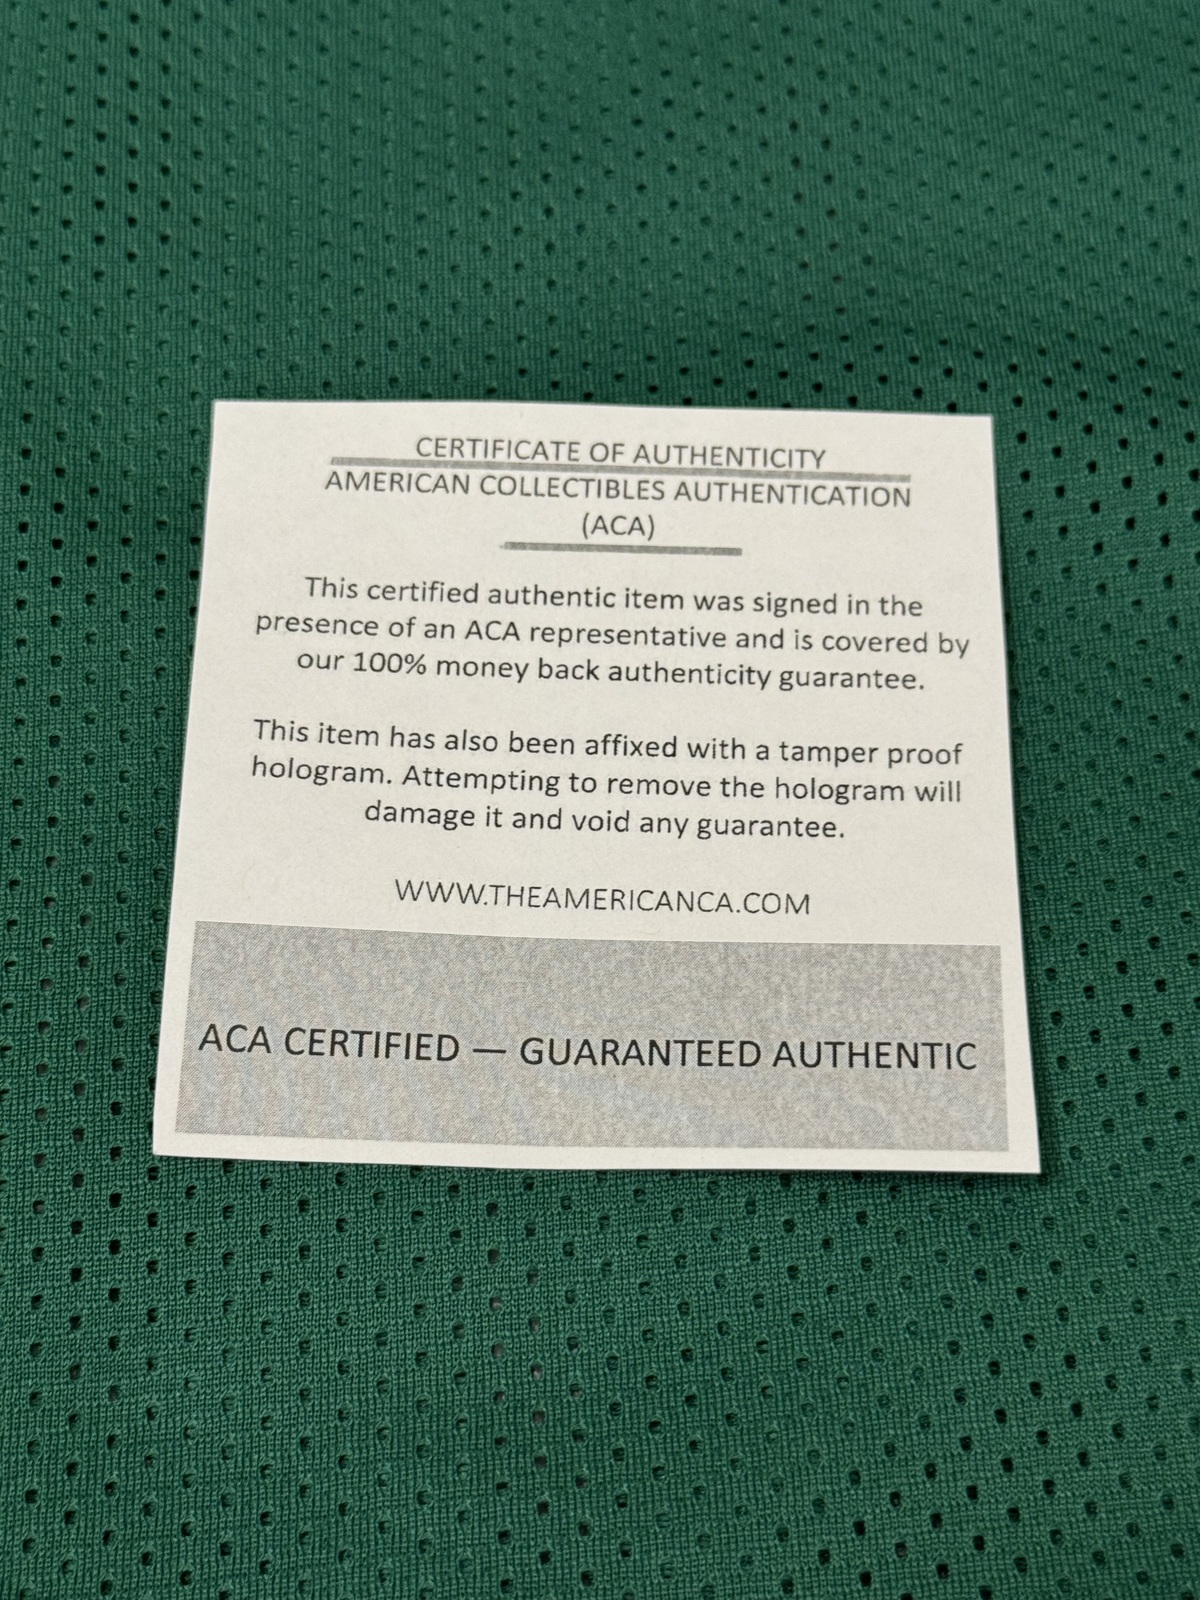 CERTIFICATE OF AUTHENTICITY
AMERICAN COLLECTIBLES AUTHENTICATION
(ACA)
This certified authentic item was signed in the
presence of an ACA representative and is covered by
our 100% money back authenticity guarantee.
This item has also been affixed with a tamper proof
hologram. Attempting to remove the hologram will
damage it and void any guarantee.
WWW.THEAMERICANCA.COM
ACA CERTIFIED — GUARANTEED AUTHENTIC